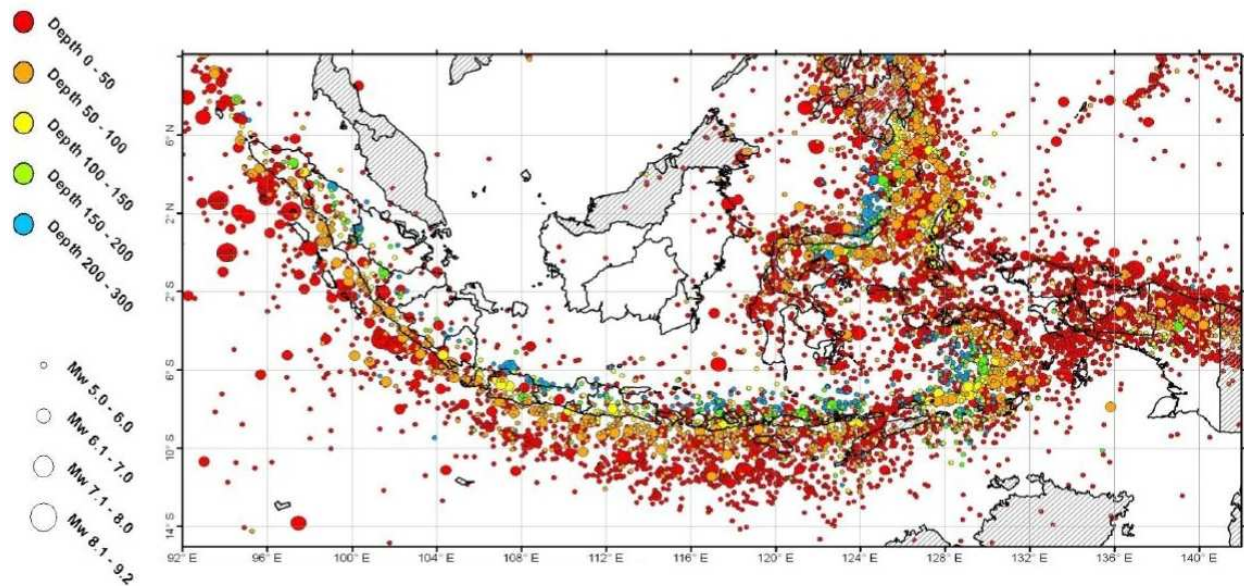 Depth 0 - 50
Depth 50 - 100
Depth 100 - 150
Depth 150 - 200
Depth 200 - 300
Mw 5.0 - 6.0
Mw 6.1 - 7.0
Mw 7.1 - 8.0
Mw 8.1 - 9.2
6° N
2° N
2° S
6° S
10° S
14° S
92° E
96° E
100° E
104° E
108° E
112° E
116° E
120° E
124° E
128° E
132° E
136° E
140° E